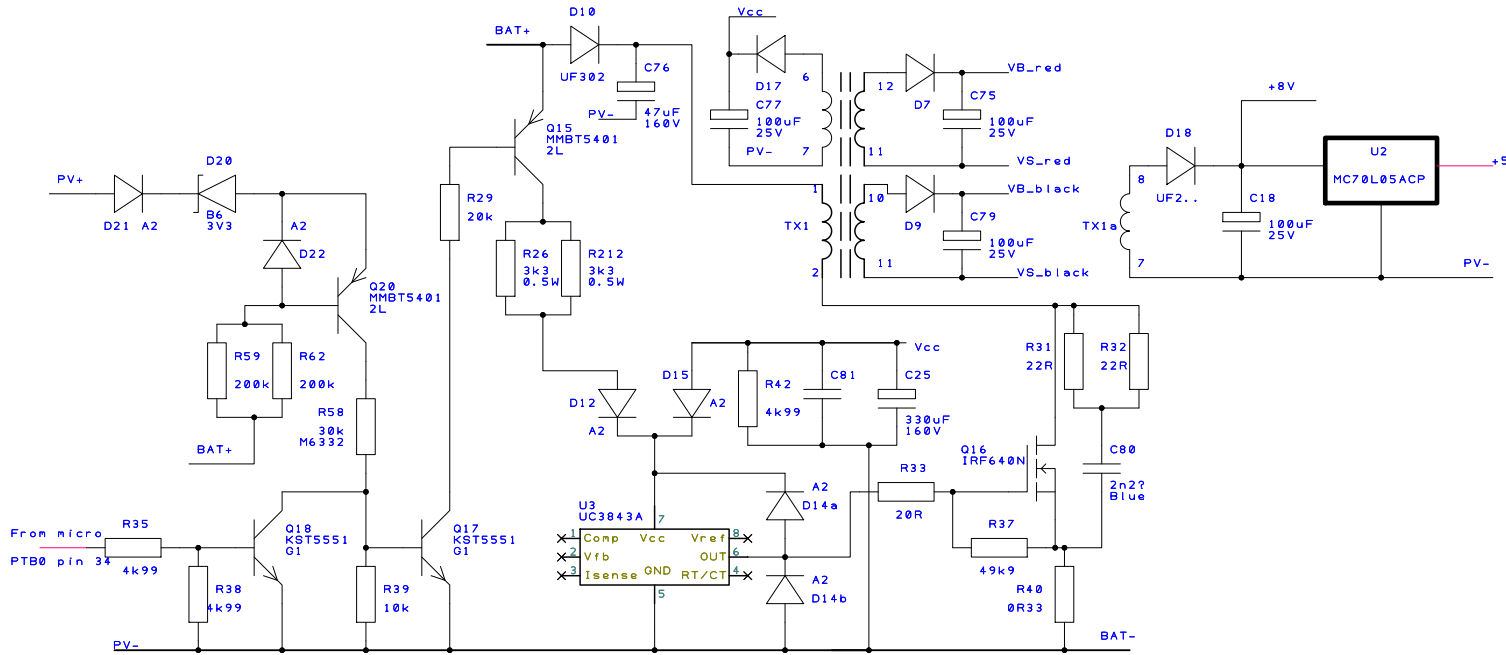 D10
BAT+
UF302
C76
47uF
160V
PV-
Vcc
D17
C77
100uF
25V
PV-
6
7
12
11
D7
C75
100uF
25V
VB_red
VS_red
+8V
D18
UF2..
U2
MC70L05ACP
+5
8
TX1a
7
C18
100uF
25V
PV-
Q15
MMBT5401
2L
D20
PV+
D21 A2
B6
3V3
A2
D22
R29
20k
1
TX1
2
10
11
D9
VB_black
C79
100uF
25V
VS_black
R26
3k3
0.5W
R212
3k3
0.5W
Q20
MMBT5401
2L
R59
200k
R62
200k
BAT+
R58
30k
M6332
D12
A2
D15
A2
R42
4k99
C81
Vcc
C25
330uF
160V
R31
22R
R32
22R
Q16
IRF640N
C80
2n2?
Blue
R33
20R
R37
49k9
R40
0R33
BAT-
U3
UC3843A
1 Comp
2 Vfb
3 Isense
7
Vcc
GND
5
Vref 8
OUT 6
RT/CT 4
A2
D14a
A2
D14b
From micro
PTB0 pin 34
R35
4k99
R38
4k99
Q18
KST5551
G1
R39
10k
Q17
KST5551
G1
PV-